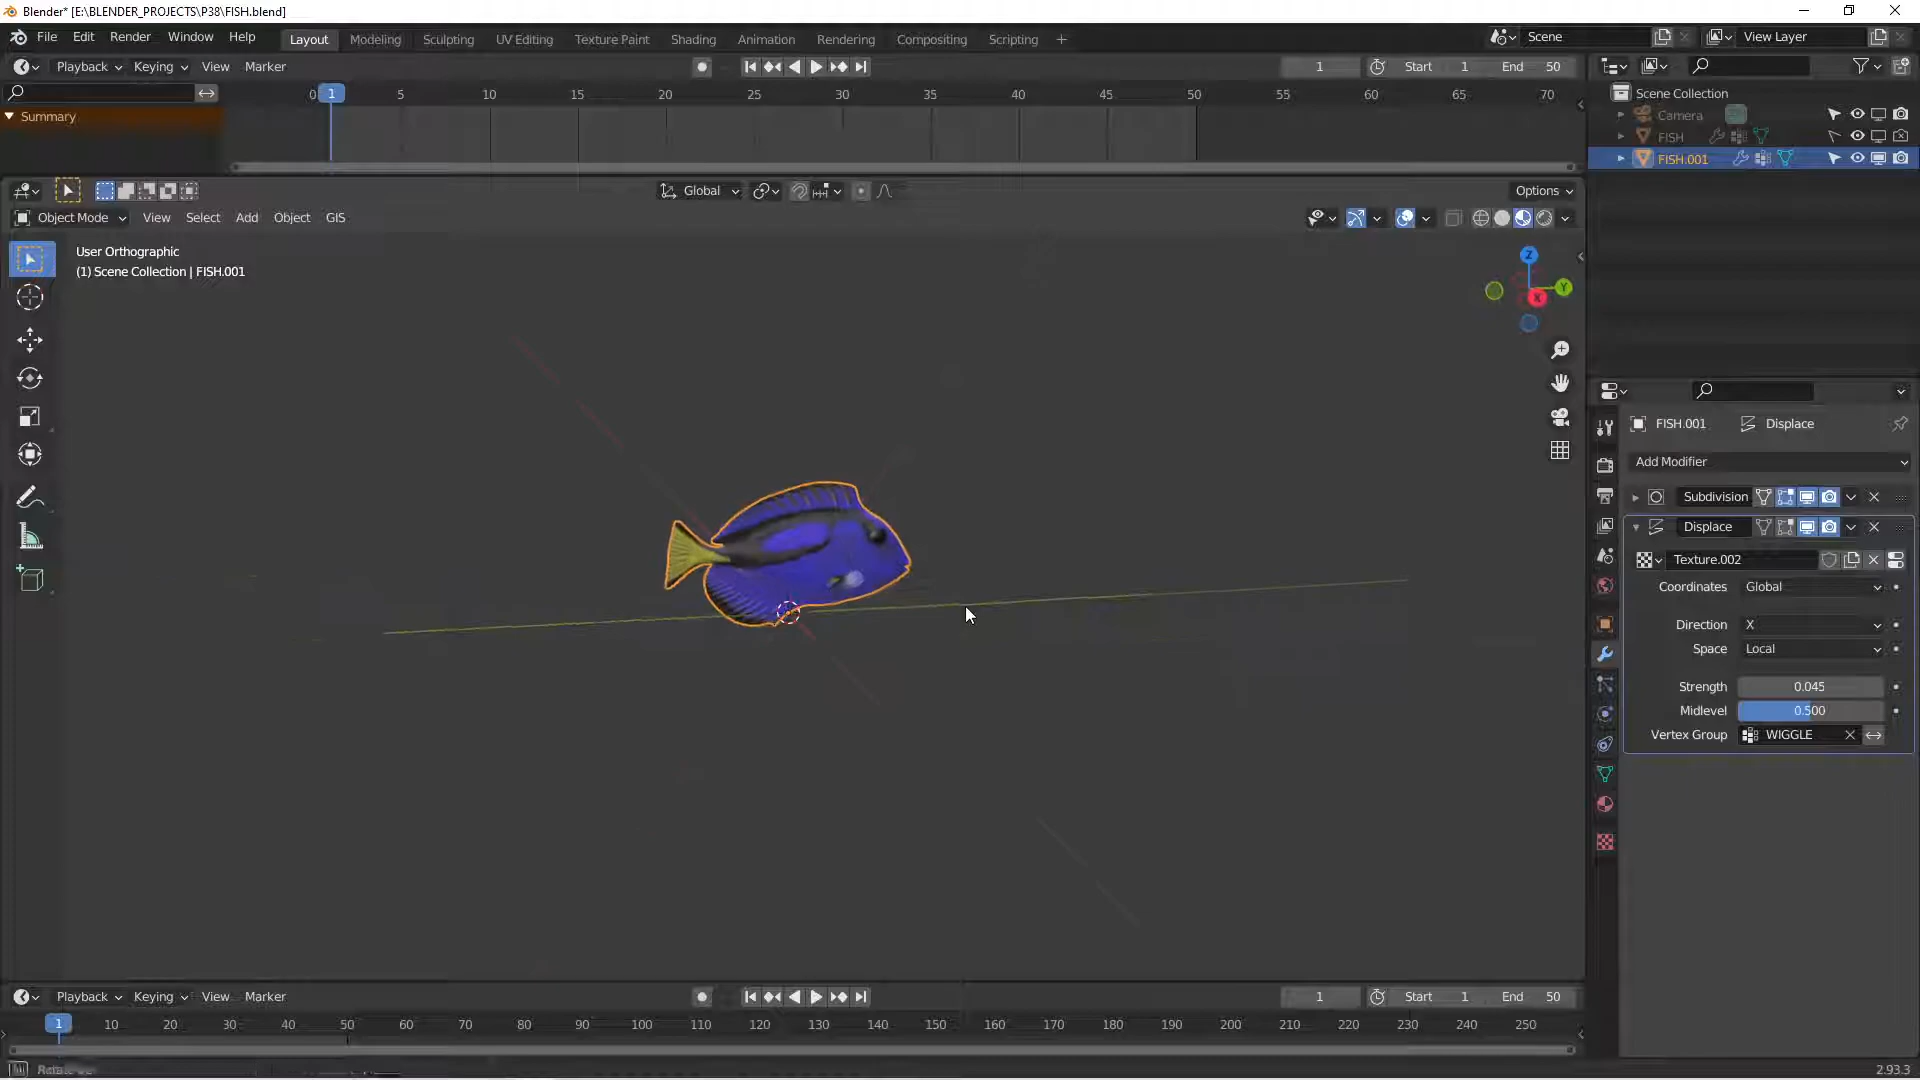 Blender* [E:\BLENDER_PROJECTS\P38\FISH.blend]
File Edit Render Window Help Layout Modeling Sculpting UV Editing Texture Paint Shading Animation Rendering Compositing Scripting + Scene View Layer
Playback Keying View Marker 1 Start 1 End 50
0 1 5 10 15 20 25 30 35 40 45 50 55 60 65 70
Summary
Scene Collection
Camera
FISH
FISH.001
Global Options
Object Mode View Select Add Object GIS
User Orthographic
(1) Scene Collection | FISH.001
Z
Y
X
FISH.001 Displace
Add Modifier
Subdivision
Displace
Texture.002
Coordinates Global
Direction X
Space Local
Strength 0.045
Midlevel 0.500
Vertex Group WIGGLE
Playback Keying View Marker 1 Start 1 End 50
1 10 20 30 40 50 60 70 80 90 100 110 120 130 140 150 160 170 180 190 200 210 220 230 240 250
2.93.3